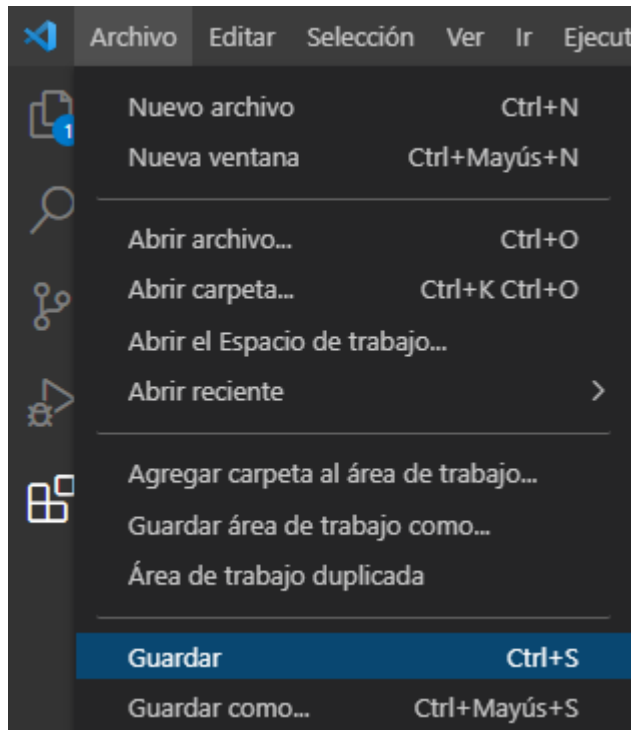 Archivo Editar Selección Ver Ir Ejecut
1
Nuevo archivo Ctrl+N
Nueva ventana Ctrl+Mayús+N
Abrir archivo... Ctrl+O
Abrir carpeta... Ctrl+K Ctrl+O
Abrir el Espacio de trabajo...
Abrir reciente
Agregar carpeta al área de trabajo...
Guardar área de trabajo como...
Área de trabajo duplicada
Guardar Ctrl+S
Guardar como... Ctrl+Mayús+S